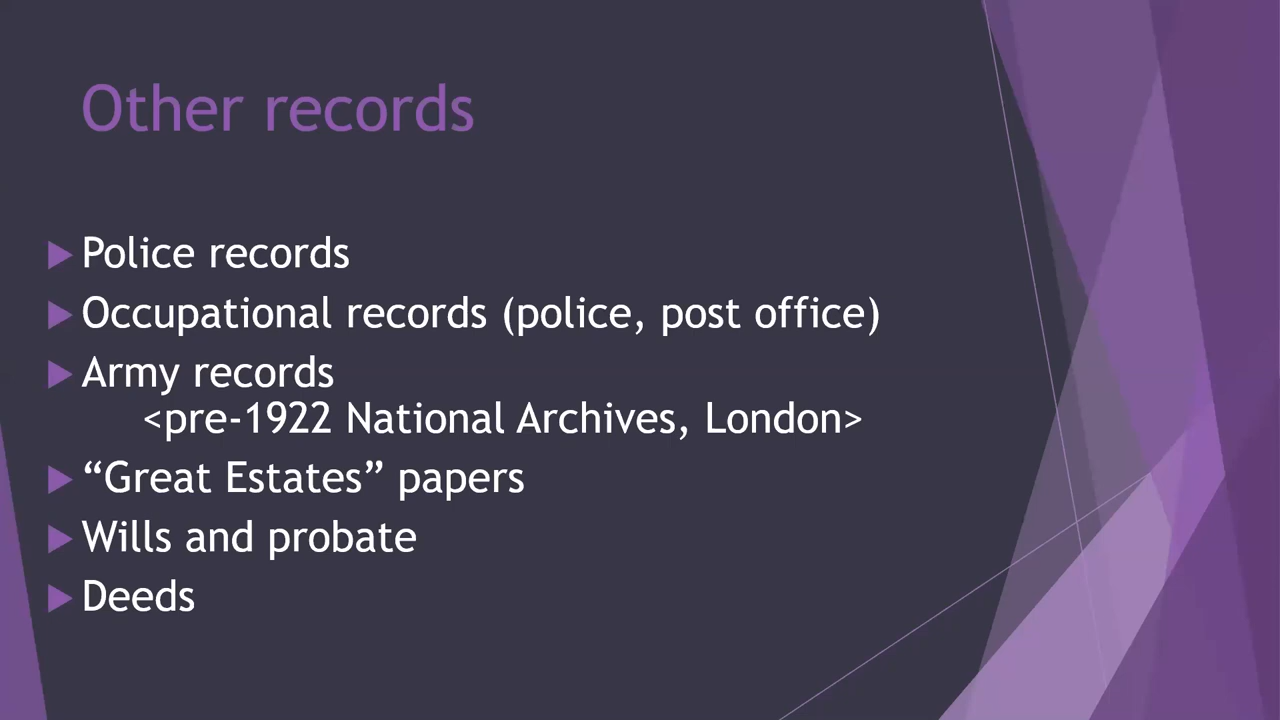 Other records
Police records
Occupational records (police, post office)
Army records
<pre-1922 National Archives, London>
“Great Estates” papers
Wills and probate
Deeds